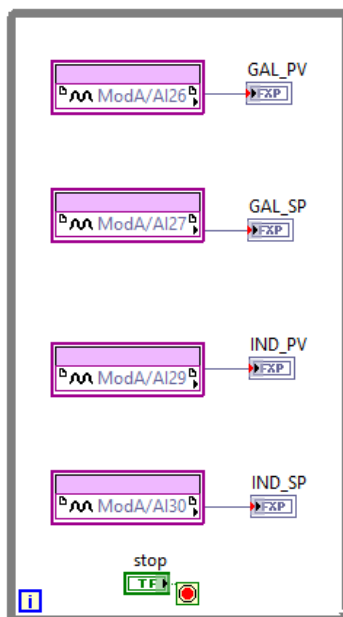 GAL_PV
ModA/AI26
FXP
GAL_SP
ModA/AI27
FXP
IND_PV
ModA/AI29
FXP
IND_SP
ModA/AI30
FXP
stop
TF
i